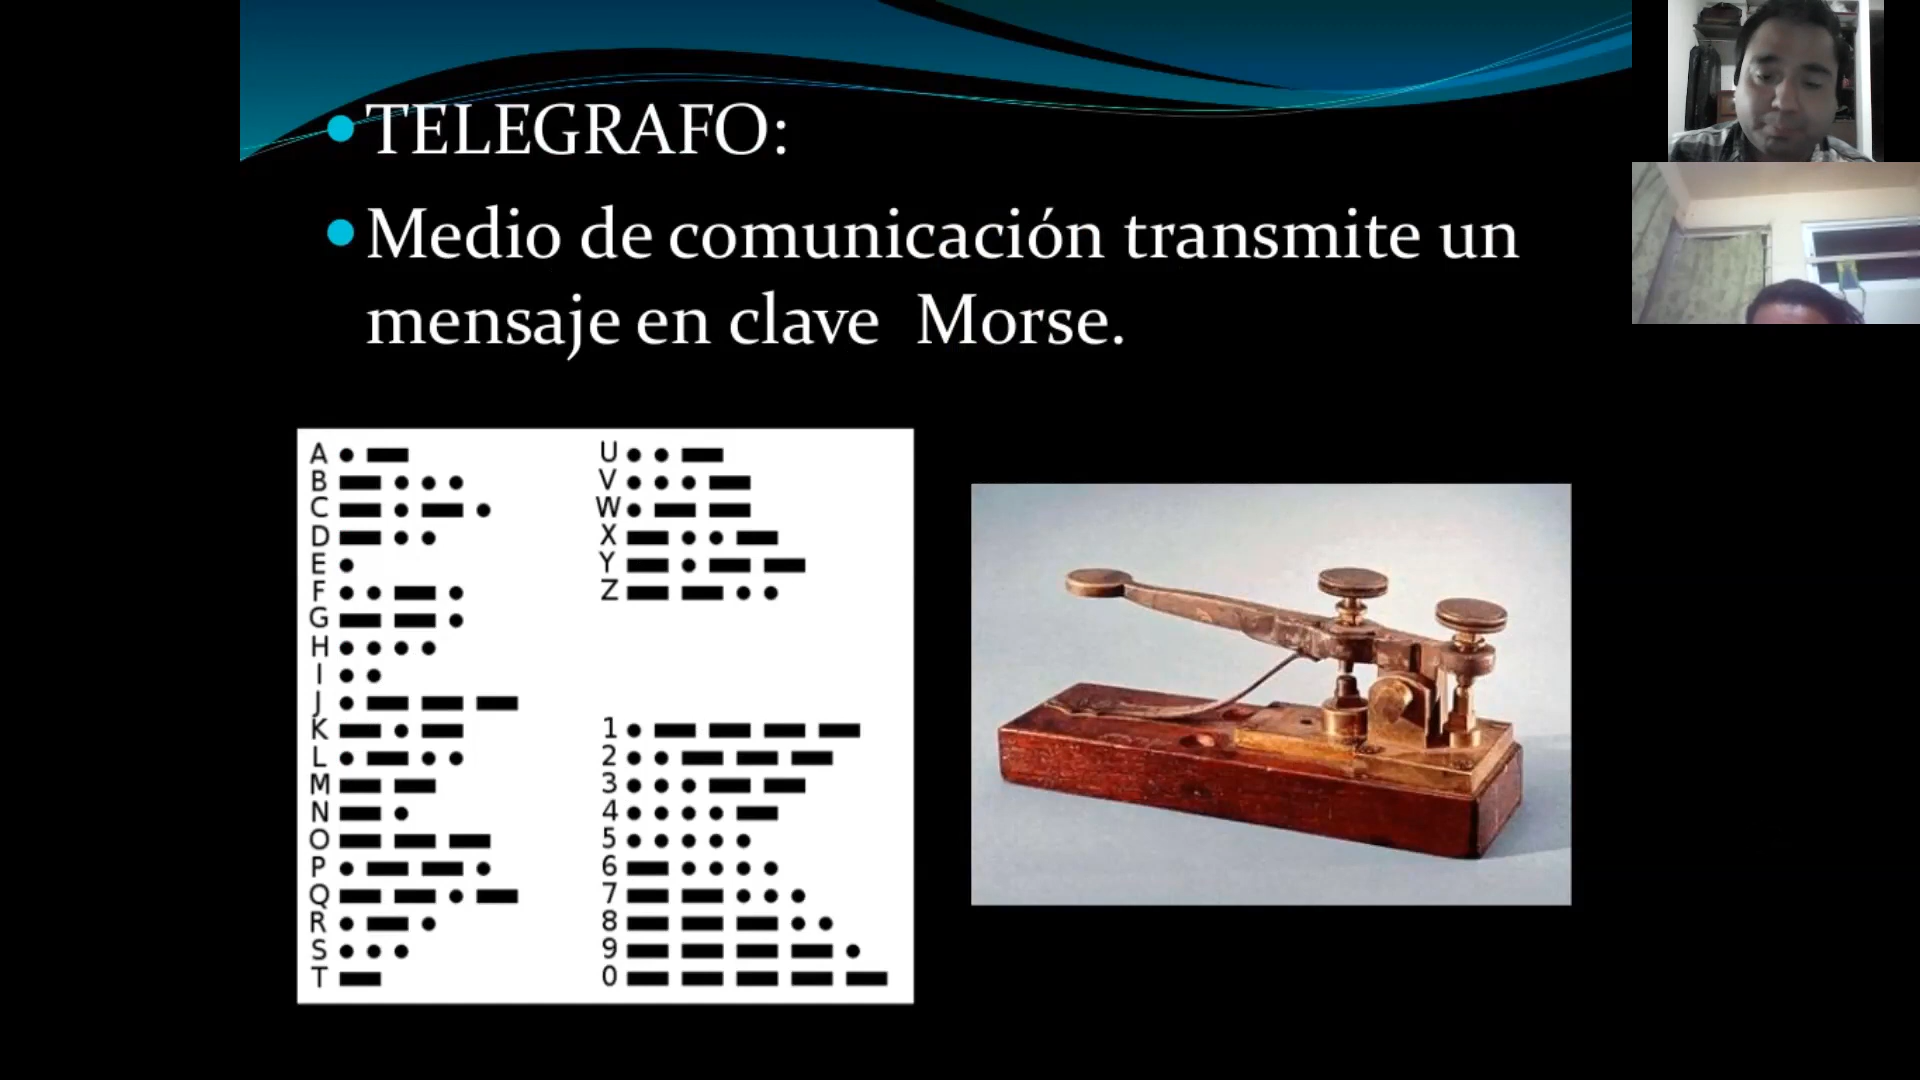 TELEGRAFO:
Medio de comunicación transmite un
mensaje en clave Morse.
A
B
C
D
E
F
G
H
I
J
K
L
M
N
O
P
Q
R
S
T
U
V
W
X
Y
Z
1
2
3
4
5
6
7
8
9
0